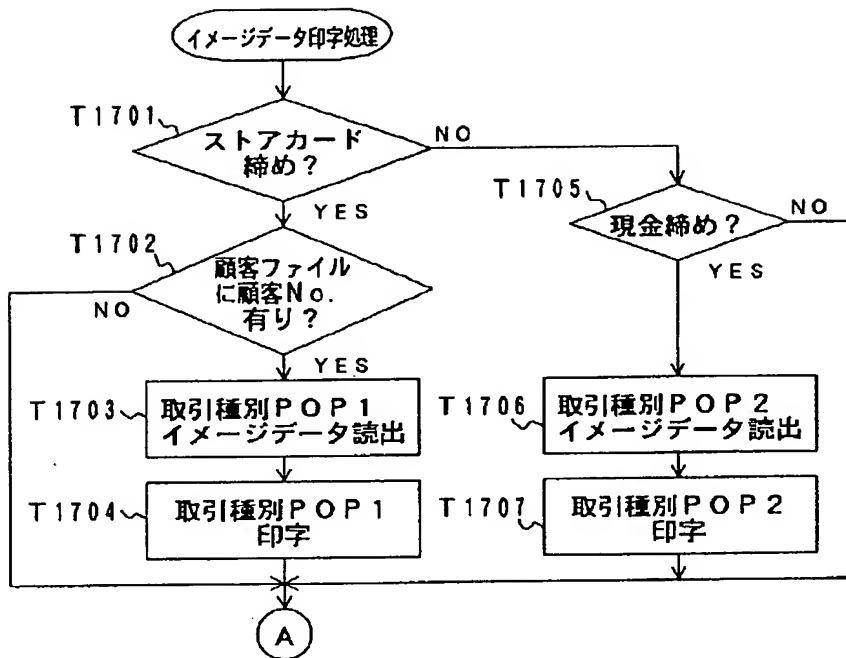 イメージデータ印字処理
T1701
ストアカード
締め？
NO
YES
T1705
現金締め？
NO
YES
T1702
顧客ファイル
に顧客No.
有り？
NO
YES
T1703
取引種別POP1
イメージデータ読出
T1706
取引種別POP2
イメージデータ読出
T1704
取引種別POP1
印字
T1707
取引種別POP2
印字
A